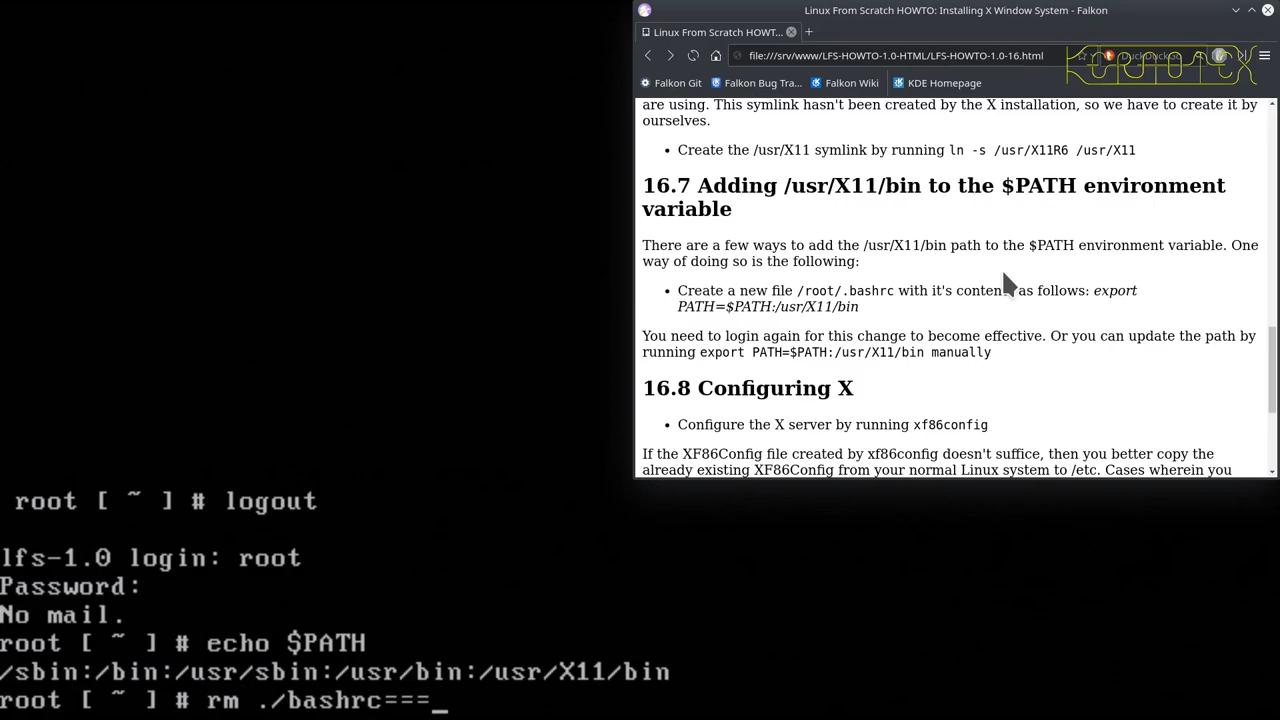 Linux From Scratch HOWTO: Installing X Window System - Falkon
Linux From Scratch HOWT...
file:///srv/www/LFS-HOWTO-1.0-HTML/LFS-HOWTO-1.0-16.html
Falkon Git Falkon Bug Tra... Falkon Wiki KDE Homepage
are using. This symlink hasn't been created by the X installation, so we have to create it by
ourselves.
• Create the /usr/X11 symlink by running ln -s /usr/X11R6 /usr/X11
16.7 Adding /usr/X11/bin to the $PATH environment
variable
There are a few ways to add the /usr/X11/bin path to the $PATH environment variable. One
way of doing so is the following:
• Create a new file /root/.bashrc with it's content as follows: export
PATH=$PATH:/usr/X11/bin
You need to login again for this change to become effective. Or you can update the path by
running export PATH=$PATH:/usr/X11/bin manually
16.8 Configuring X
• Configure the X server by running xf86config
If the XF86Config file created by xf86config doesn't suffice, then you better copy the
already existing XF86Config from your normal Linux system to /etc. Cases wherein you
root [ ~ ] # logout
lfs-1.0 login: root
Password:
No mail.
root [ ~ ] # echo $PATH
/sbin:/bin:/usr/sbin:/usr/bin:/usr/X11/bin
root [ ~ ] # rm ./bashrc===_